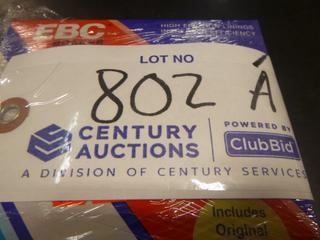 EBC
HIGH
LOT NO
802 A
CENTURY AUCTIONS
POWERED BY
ClubBid
A DIVISION OF CENTURY SERVICES
Includes
Original